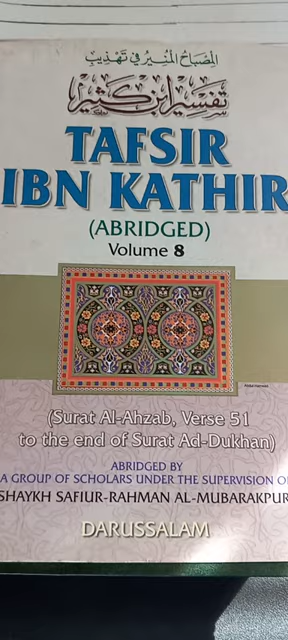 المصباح المنير في تهذيب
تفسير ابن كثير
TAFSIR
IBN KATHIR
(ABRIDGED)
Volume 8
(Surat Al-Ahzab, Verse 51
to the end of Surat Ad-Dukhan)
ABRIDGED BY
A GROUP OF SCHOLARS UNDER THE SUPERVISION O
SHAYKH SAFIUR-RAHMAN AL-MUBARAKPUR
DARUSSALAM